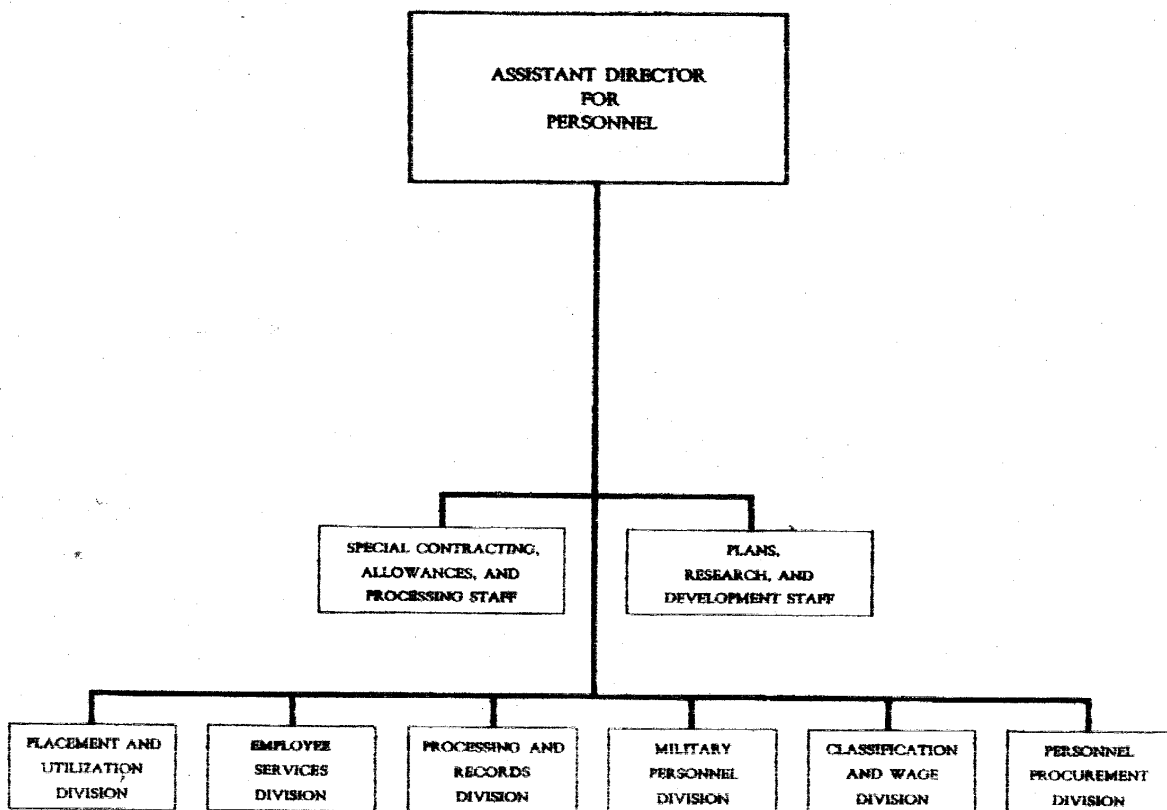 ASSISTANT DIRECTOR
FOR
PERSONNEL
SPECIAL CONTRACTING,
ALLOWANCES, AND
PROCESSING STAFF
PLANS,
RESEARCH, AND
DEVELOPMENT STAFF
PLACEMENT AND
UTILIZATION
DIVISION
EMPLOYEE
SERVICES
DIVISION
PROCESSING AND
RECORDS
DIVISION
MILITARY
PERSONNEL
DIVISION
CLASSIFICATION
AND WAGE
DIVISION
PERSONNEL
PROCUREMENT
DIVISION